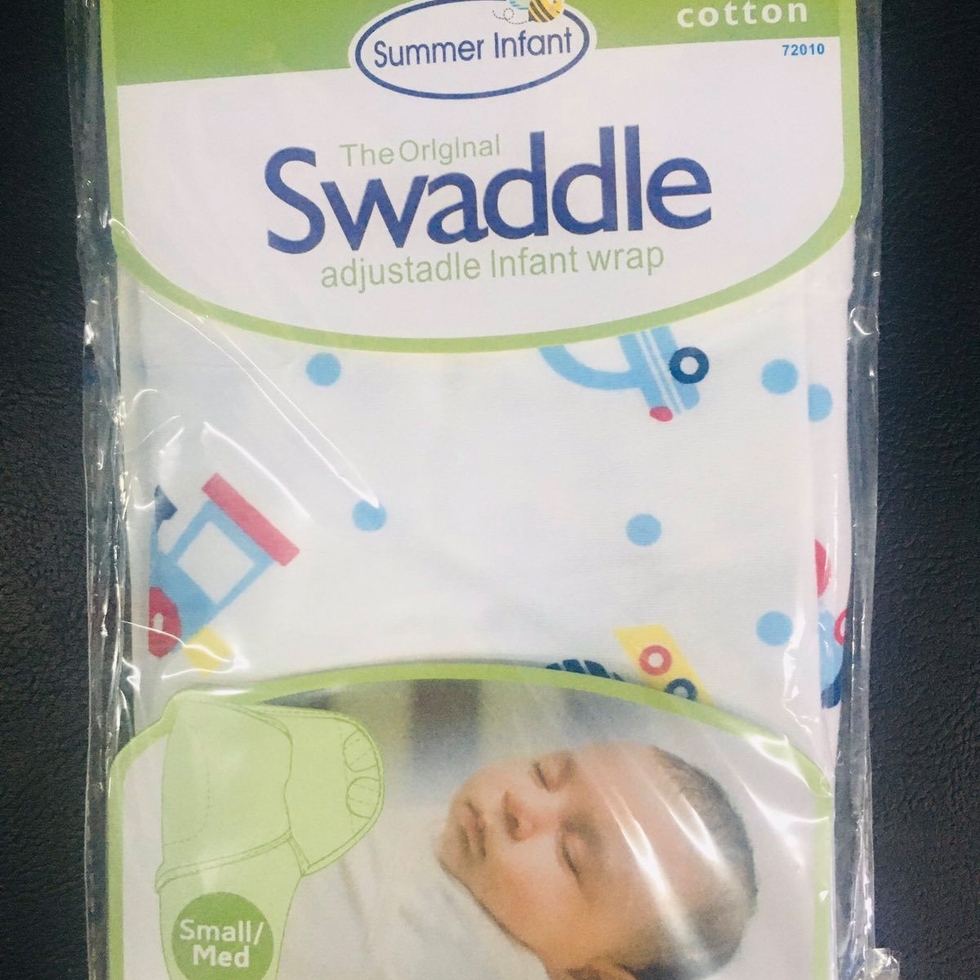 cotton
Summer Infant
72010
The OrIgInal
Swaddle
adjustadle Infant wrap
Small/
Med